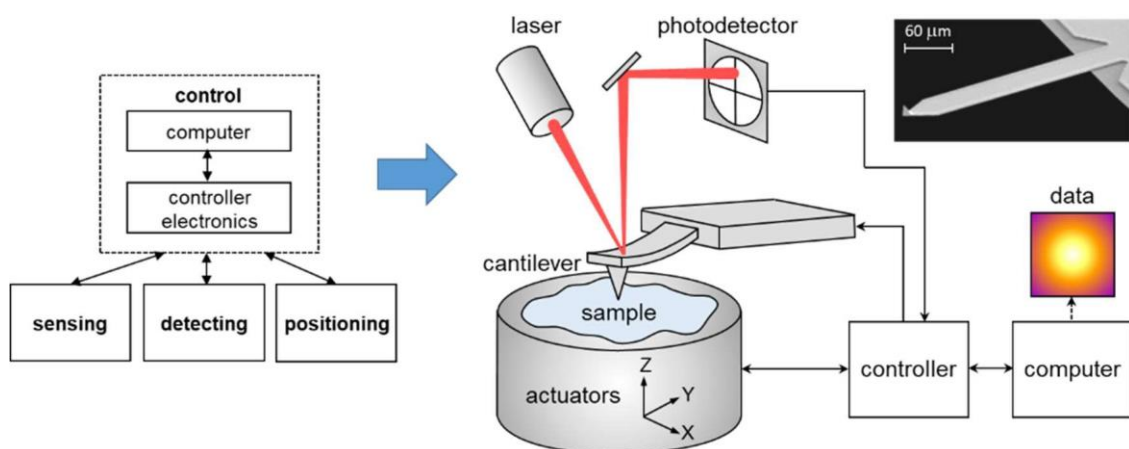 control
computer
controller
electronics
sensing
detecting
positioning
laser
photodetector
60 μm
cantilever
sample
actuators
Z
Y
X
data
controller
computer